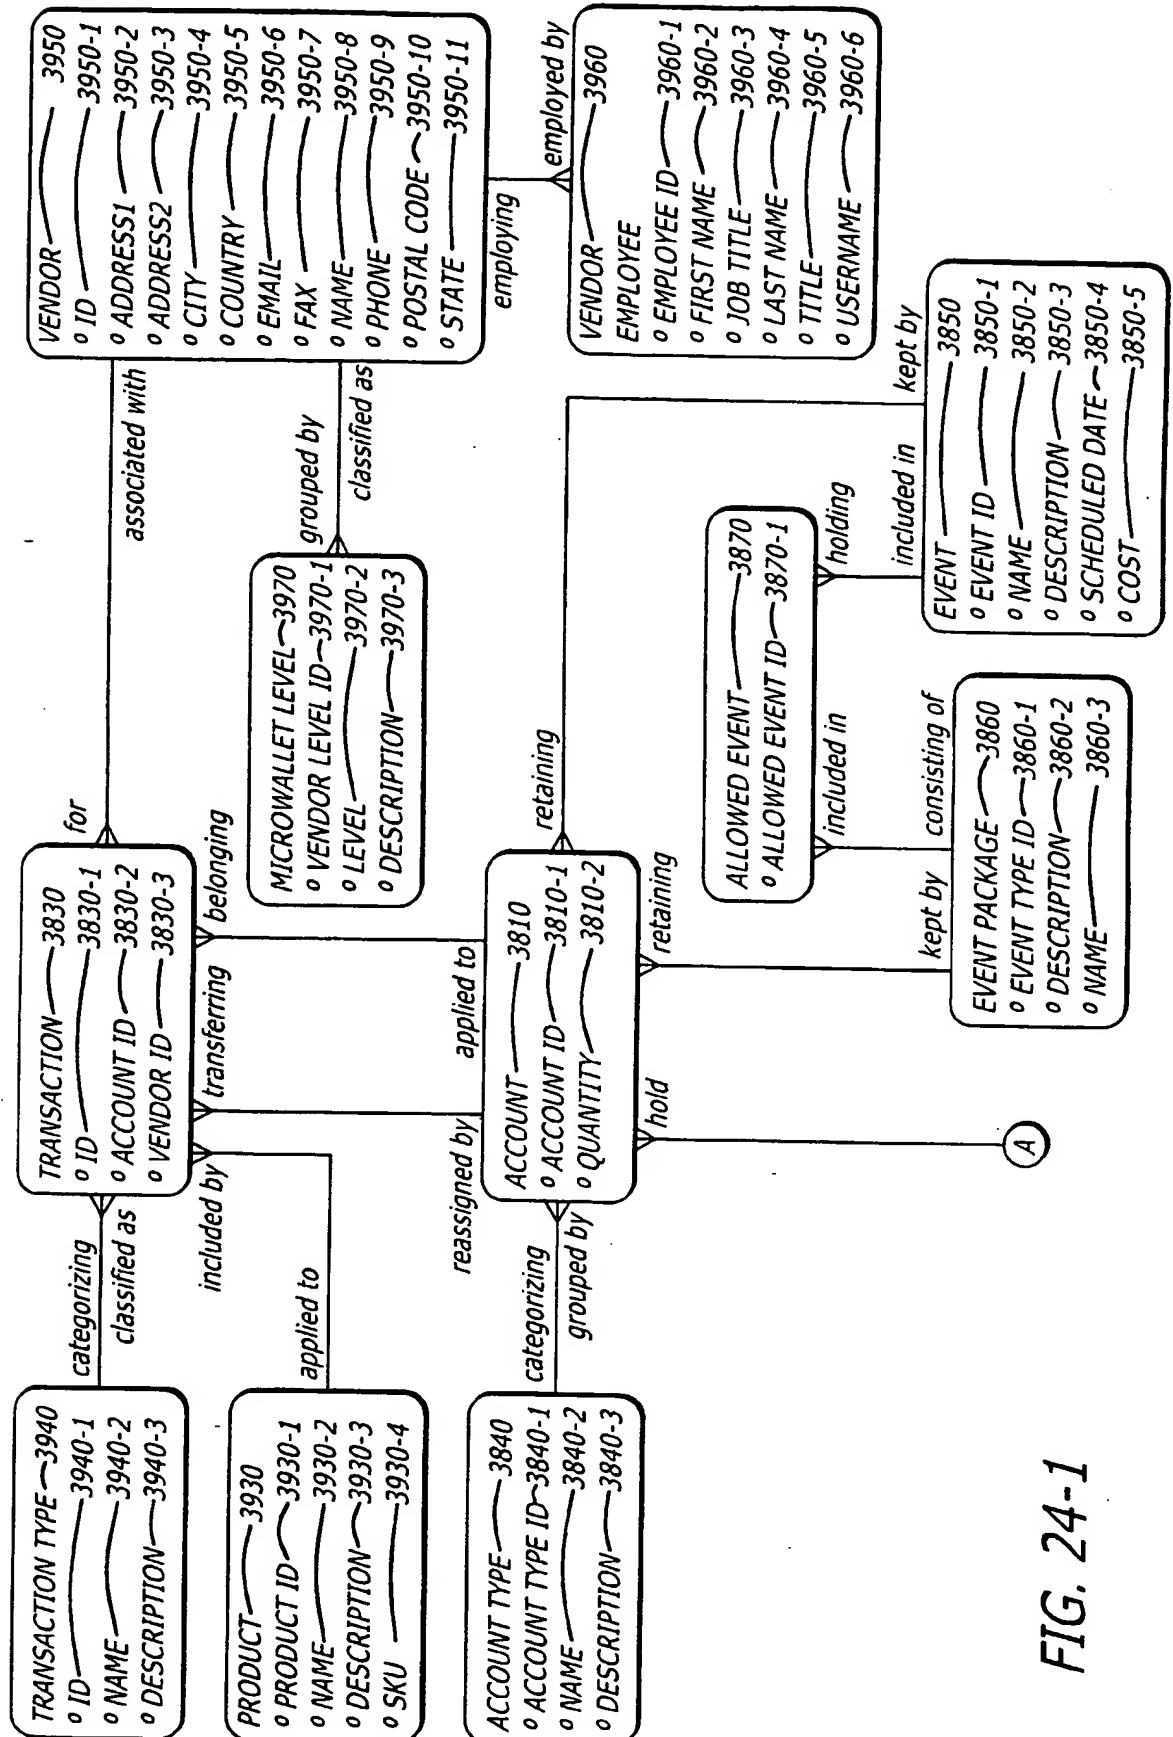 TRANSACTION TYPE 3940
o ID 3940-1
o NAME 3940-2
o DESCRIPTION 3940-3
categorizing
classified as
TRANSACTION 3830
o ID 3830-1
o ACCOUNT ID 3830-2
o VENDOR ID 3830-3
for
associated with
VENDOR 3950
o ID 3950-1
o ADDRESS1 3950-2
o ADDRESS2 3950-3
o CITY 3950-4
o COUNTRY 3950-5
o EMAIL 3950-6
o FAX 3950-7
o NAME 3950-8
o PHONE 3950-9
o POSTAL CODE 3950-10
o STATE 3950-11
PRODUCT 3930
o PRODUCT ID 3930-1
o NAME 3930-2
o DESCRIPTION 3930-3
o SKU 3930-4
included by
applied to
transferring
reassigned by
belonging
applied to
MICROWALLET LEVEL 3970
o VENDOR LEVEL ID 3970-1
o LEVEL 3970-2
o DESCRIPTION 3970-3
grouped by
classified as
employing
employed by
VENDOR 3960
EMPLOYEE
o EMPLOYEE ID 3960-1
o FIRST NAME 3960-2
o JOB TITLE 3960-3
o LAST NAME 3960-4
o TITLE 3960-5
o USERNAME 3960-6
ACCOUNT TYPE 3840
o ACCOUNT TYPE ID 3840-1
o NAME 3840-2
o DESCRIPTION 3840-3
categorizing
grouped by
ACCOUNT 3810
o ACCOUNT ID 3810-1
o QUANTITY 3810-2
retaining
kept by
hold
A
retaining
kept by
ALLOWED EVENT 3870
o ALLOWED EVENT ID 3870-1
included in
consisting of
holding
included in
EVENT PACKAGE 3860
o EVENT TYPE ID 3860-1
o DESCRIPTION 3860-2
o NAME 3860-3
EVENT 3850
o EVENT ID 3850-1
o NAME 3850-2
o DESCRIPTION 3850-3
o SCHEDULED DATE 3850-4
o COST 3850-5
FIG. 24-1